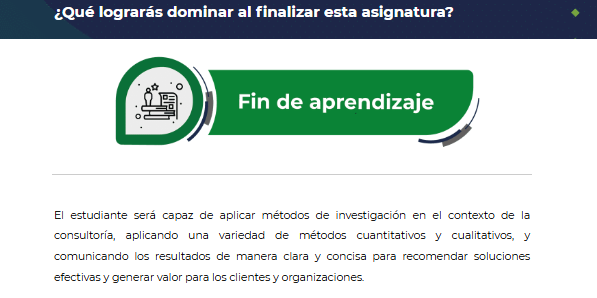 ¿Qué lograrás dominar al finalizar esta asignatura?
Fin de aprendizaje
El estudiante será capaz de aplicar métodos de investigación en el contexto de la
consultoría, aplicando una variedad de métodos cuantitativos y cualitativos, y
comunicando los resultados de manera clara y concisa para recomendar soluciones
efectivas y generar valor para los clientes y organizaciones.